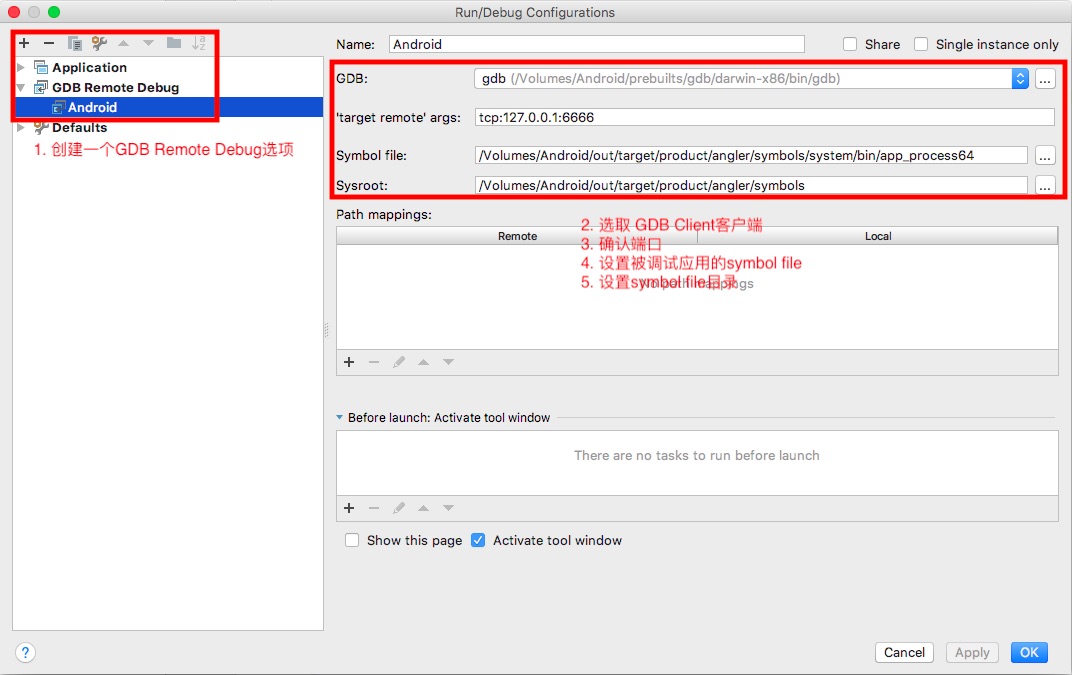 Run/Debug Configurations
Application
GDB Remote Debug
Android
Defaults
1. 创建一个GDB Remote Debug选项
Name: Android Share Single instance only
GDB: gdb (/Volumes/Android/prebuilts/gdb/darwin-x86/bin/gdb) ...
'target remote' args: tcp:127.0.0.1:6666
Symbol file: /Volumes/Android/out/target/product/angler/symbols/system/bin/app_process64 ...
Sysroot: /Volumes/Android/out/target/product/angler/symbols ...
Path mappings:
Remote Local
2. 选取 GDB Client客户端
3. 确认端口
4. 设置被调试应用的symbol file
5. 设置symbol file目录
No path mappings
Before launch: Activate tool window
There are no tasks to run before launch
Show this page Activate tool window
? Cancel Apply OK